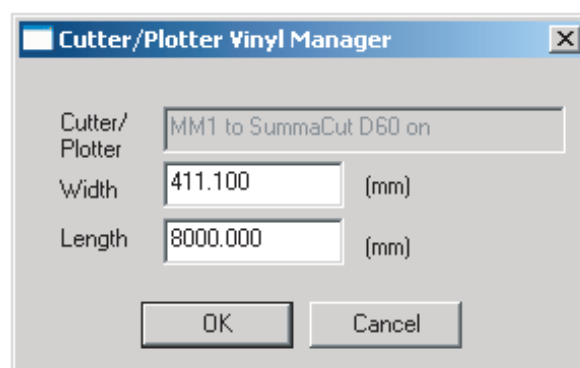 Cutter/Plotter Vinyl Manager
Cutter/
Plotter
MM1 to SummaCut D60 on
Width 411.100 (mm)
Length 8000.000 (mm)
OK Cancel